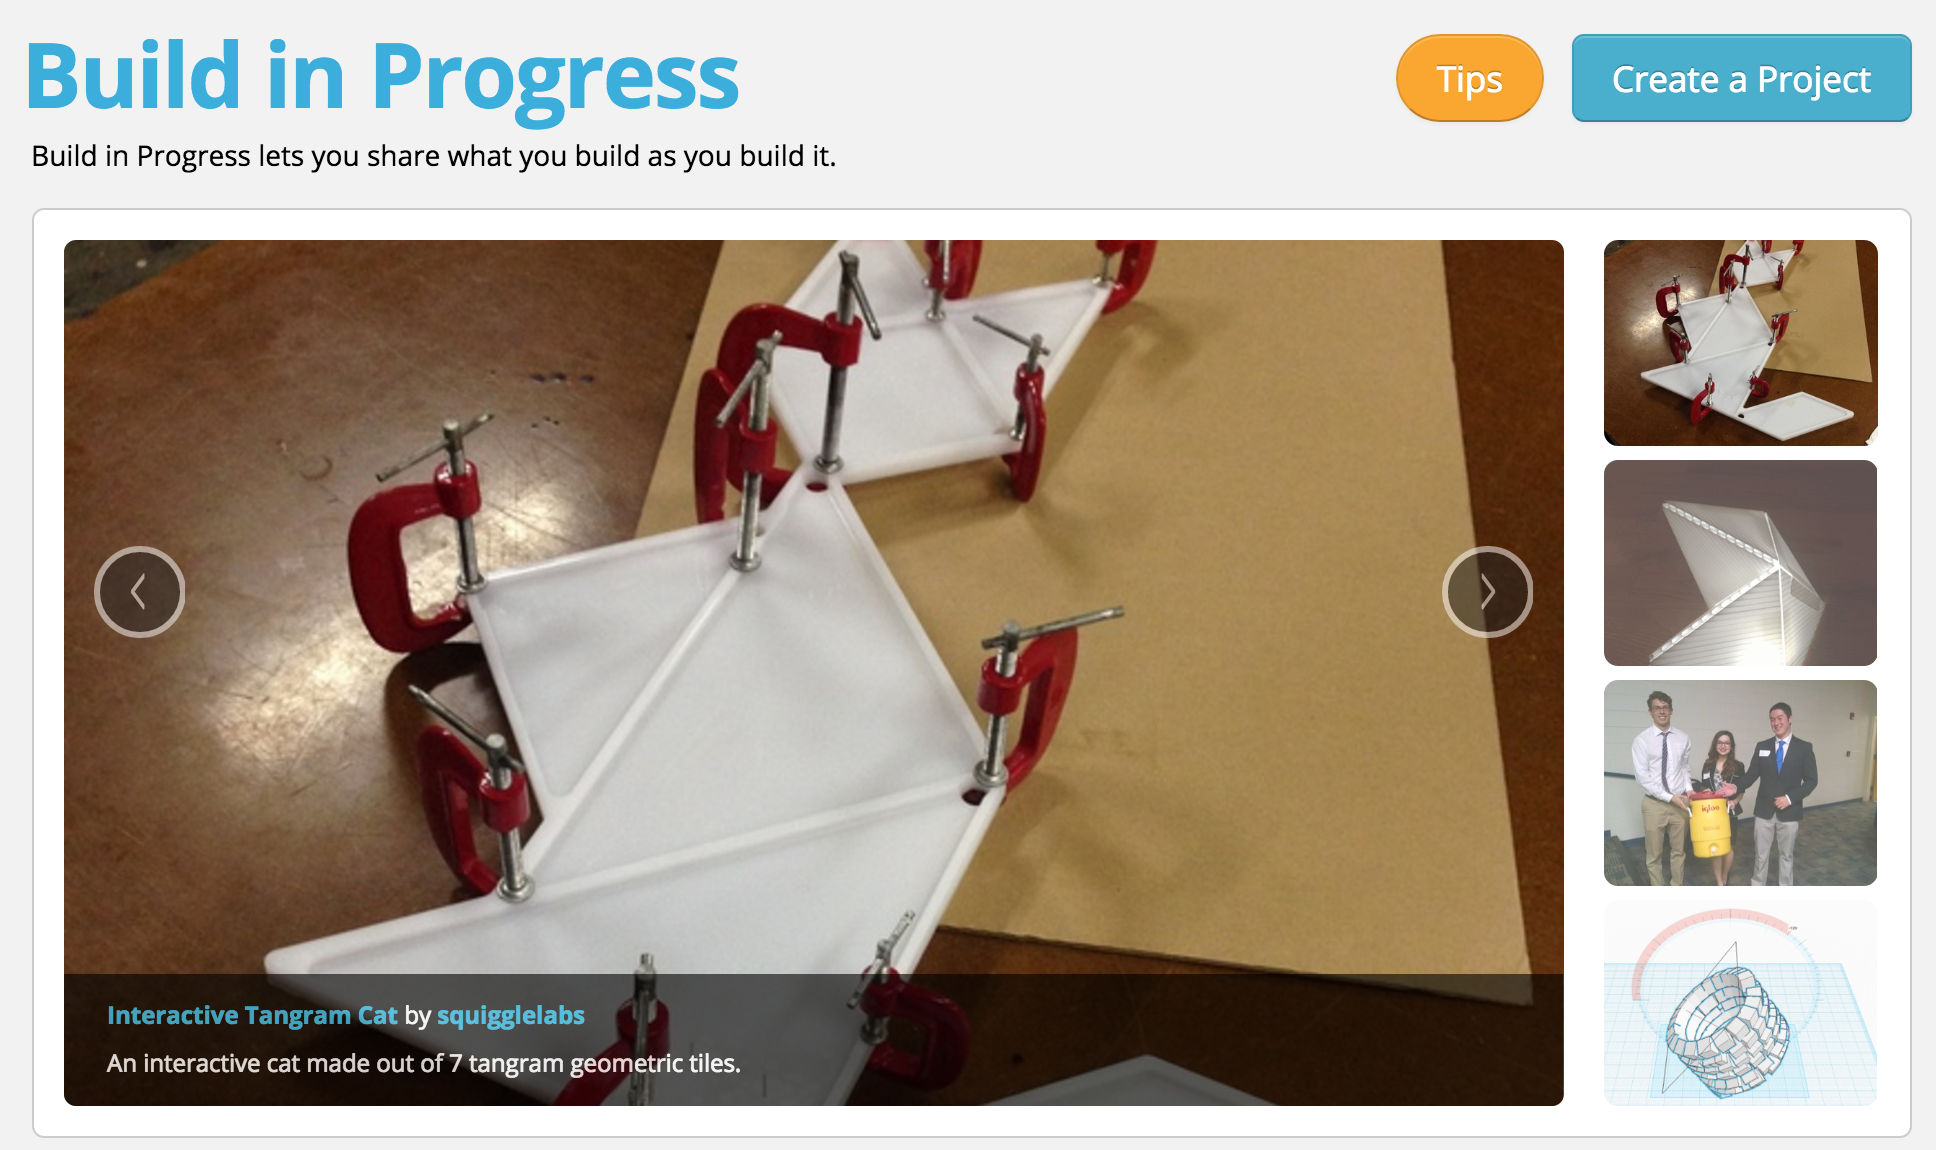 Build in Progress
Tips
Create a Project
Build in Progress lets you share what you build as you build it.
Interactive Tangram Cat by squigglelabs
An interactive cat made out of 7 tangram geometric tiles.
igloo